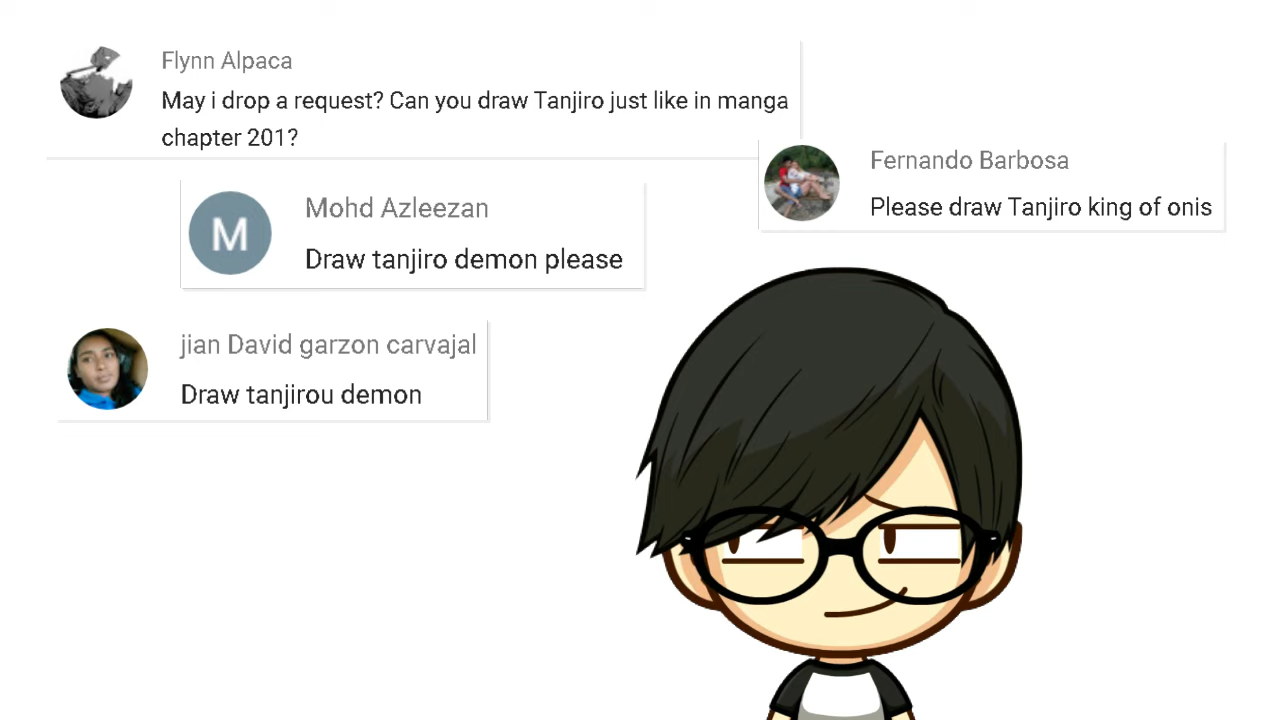 Flynn Alpaca
May i drop a request? Can you draw Tanjiro just like in manga
chapter 201?
Fernando Barbosa
Please draw Tanjiro king of onis
M
Mohd Azleezan
Draw tanjiro demon please
jian David garzon carvajal
Draw tanjirou demon